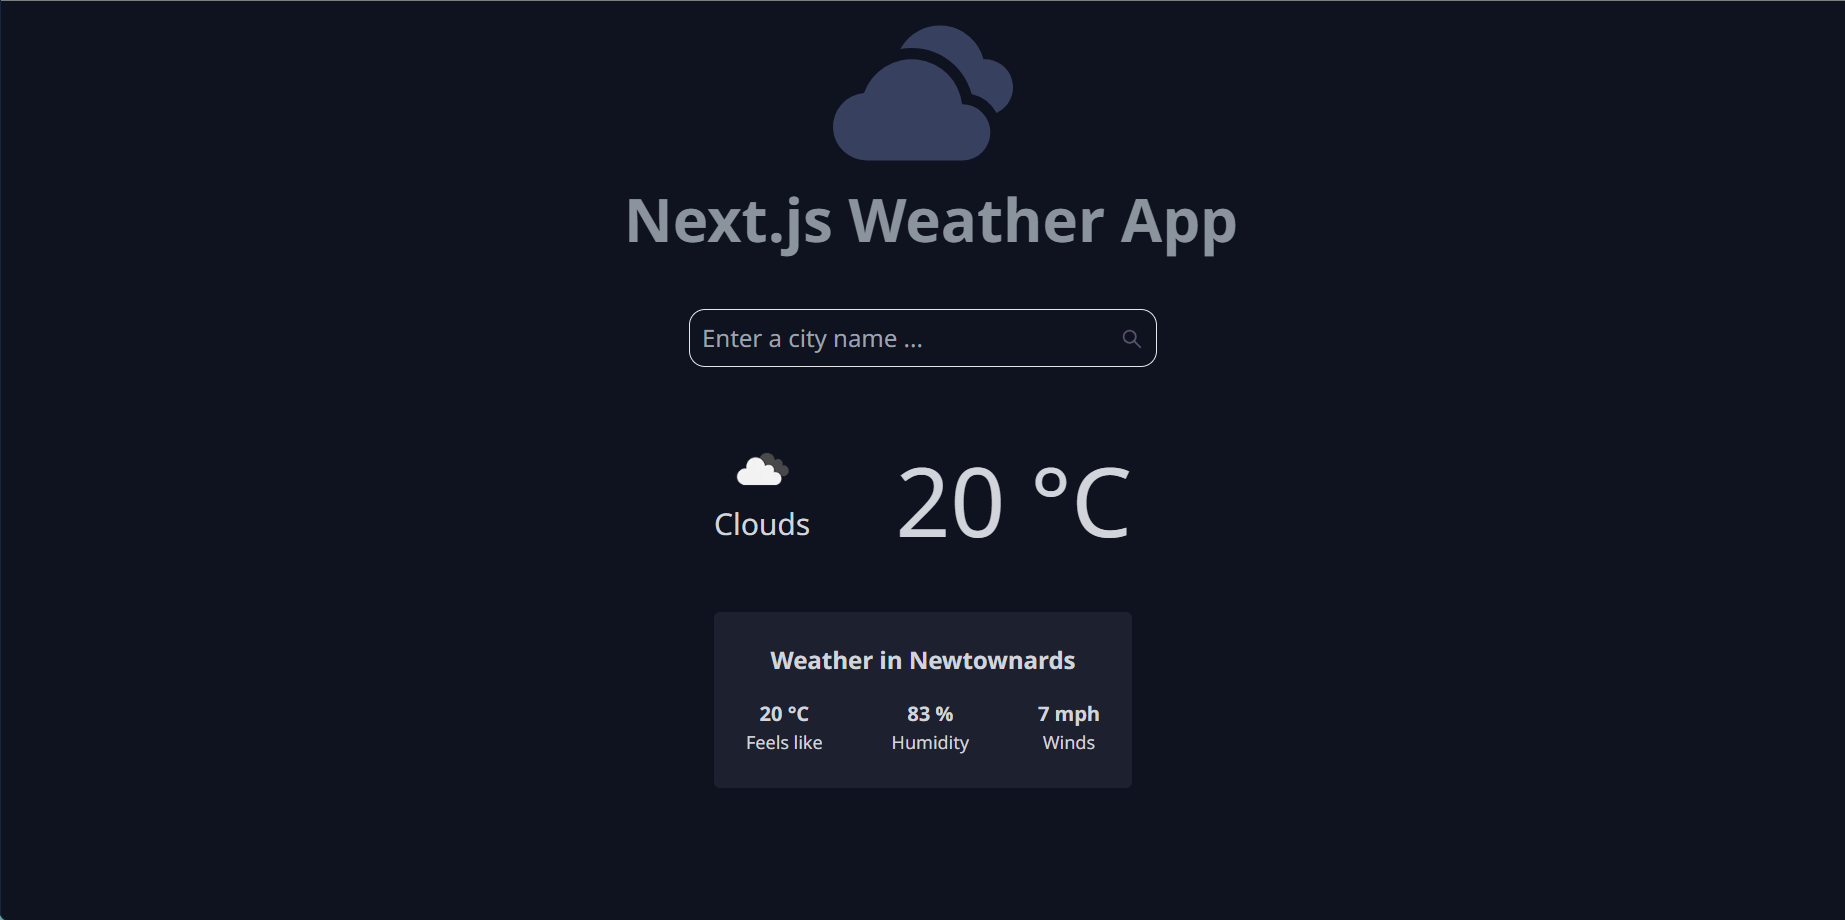 Next.js Weather App
Enter a city name ...
Clouds
20 °C
Weather in Newtownards
20 °C 83 % 7 mph
Feels like Humidity Winds